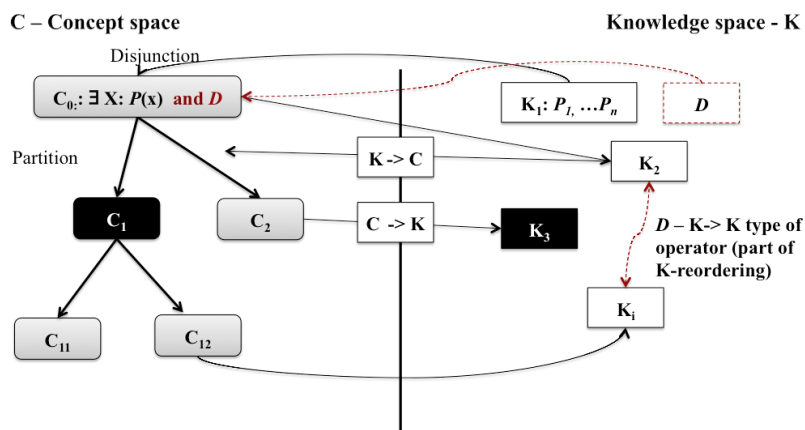 C – Concept space
Knowledge space - K
Disjunction
C0:: ∃ X: P(x) and D
K1: P1, …Pn
D
Partition
K -> C
K2
C1
C2
C -> K
K3
D – K-> K type of
operator (part of
K-reordering)
Ki
C11
C12